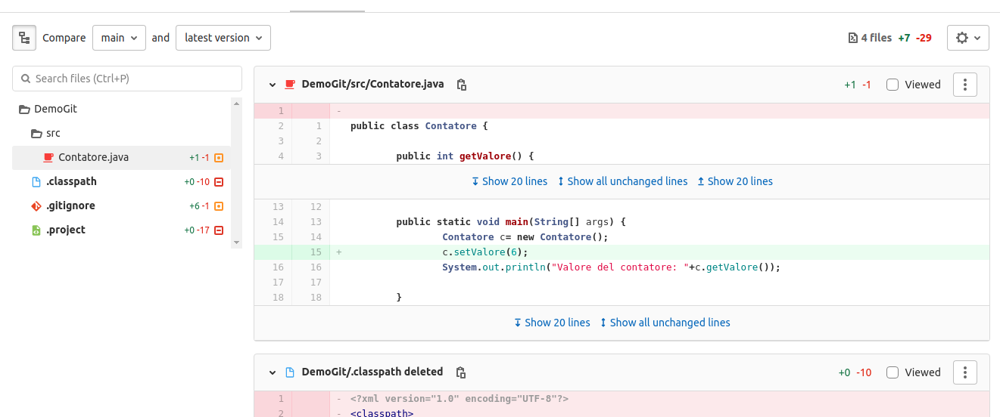 Compare main and latest version 4 files +7 -29
Search files (Ctrl+P)
DemoGit
src
Contatore.java +1 -1
.classpath +0 -10
.gitignore +6 -1
.project +0 -17
DemoGit/src/Contatore.java +1 -1 Viewed
1 -
2 1 public class Contatore {
3 2
4 3 public int getValore() {
Show 20 lines Show all unchanged lines Show 20 lines
13 12
14 13 public static void main(String[] args) {
15 14 Contatore c= new Contatore();
15 + c.setValore(6);
16 16 System.out.println("Valore del contatore: "+c.getValore());
17 17
18 18 }
Show 20 lines Show all unchanged lines
DemoGit/.classpath deleted +0 -10 Viewed
1 - <?xml version="1.0" encoding="UTF-8"?>
2 - <classpath>